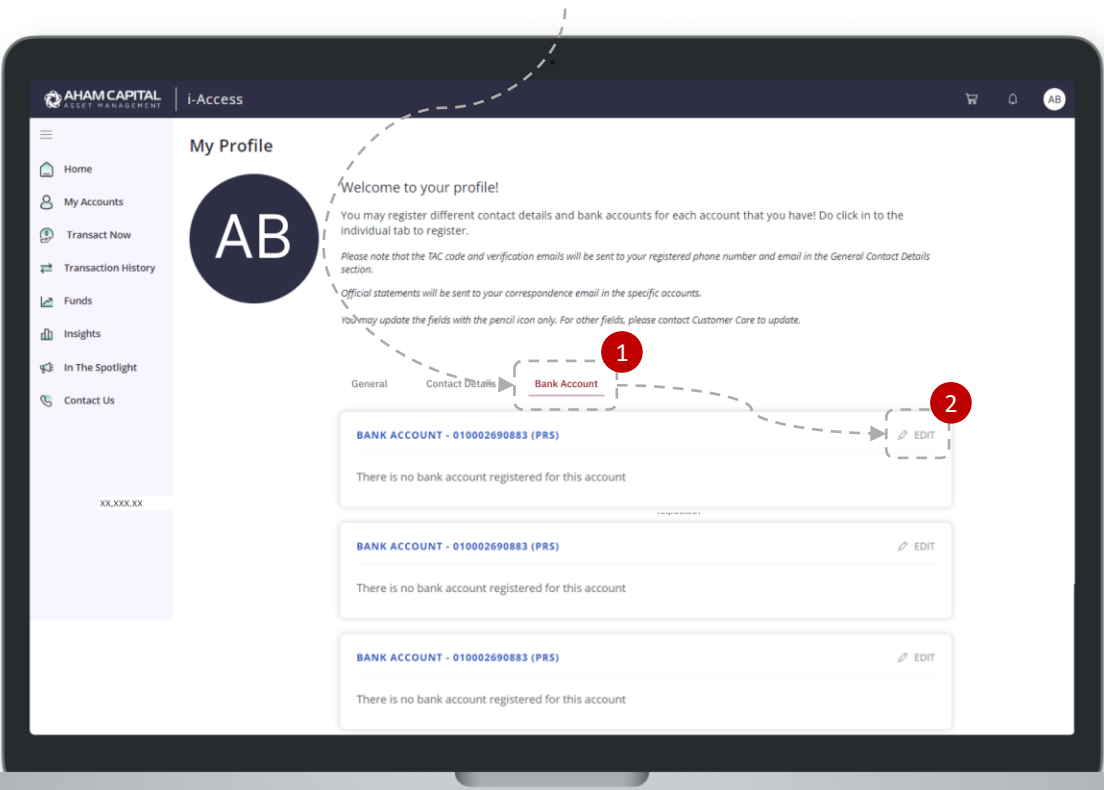 AHAM CAPITAL
ASSET MANAGEMENT
i-Access
AB
Home
My Accounts
Transact Now
Transaction History
Funds
Insights
In The Spotlight
Contact Us
XX,XXX.XX
My Profile
AB
Welcome to your profile!
You may register different contact details and bank accounts for each account that you have! Do click in to the
individual tab to register.
Please note that the TAC code and verification emails will be sent to your registered phone number and email in the General Contact Details
section.
Official statements will be sent to your correspondence email in the specific accounts.
You may update the fields with the pencil icon only. For other fields, please contact Customer Care to update.
1
General
Contact Details
Bank Account
2
BANK ACCOUNT - 010002690883 (PRS)
EDIT
There is no bank account registered for this account
BANK ACCOUNT - 010002690883 (PRS)
EDIT
There is no bank account registered for this account
BANK ACCOUNT - 010002690883 (PRS)
EDIT
There is no bank account registered for this account